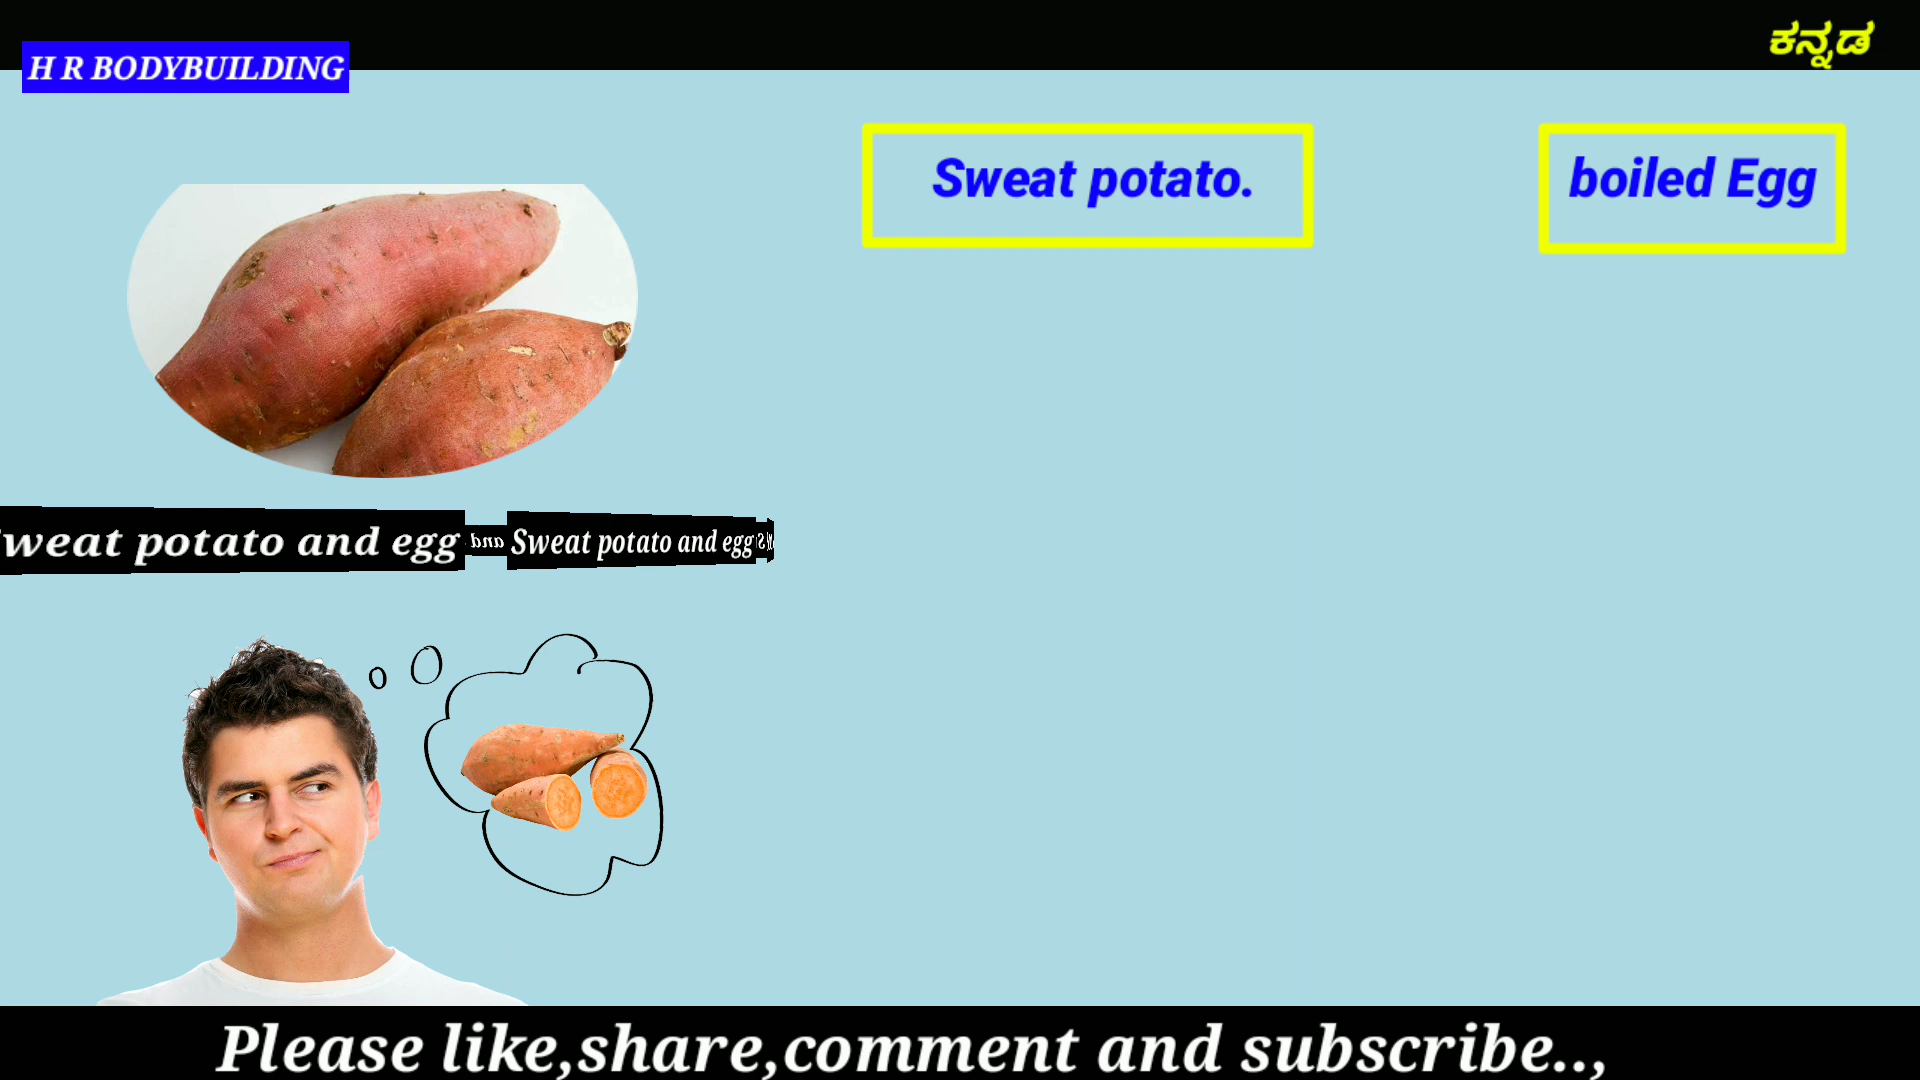 ಕನ್ನಡ
H R BODYBUILDING
Sweat potato.
boiled Egg
weat potato and egg and Sweat potato and egg
Please like,share,comment and subscribe..,